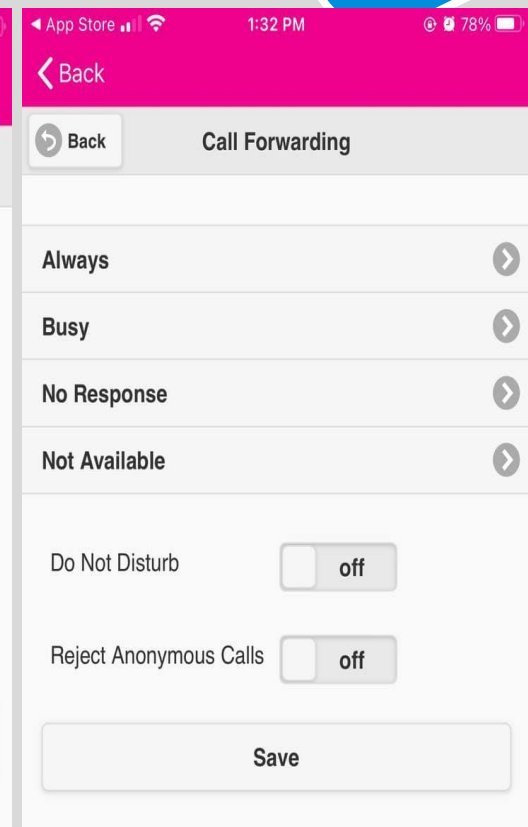 App Store 1:32 PM 78%
Back
Back Call Forwarding
Always
Busy
No Response
Not Available
Do Not Disturb off
Reject Anonymous Calls off
Save